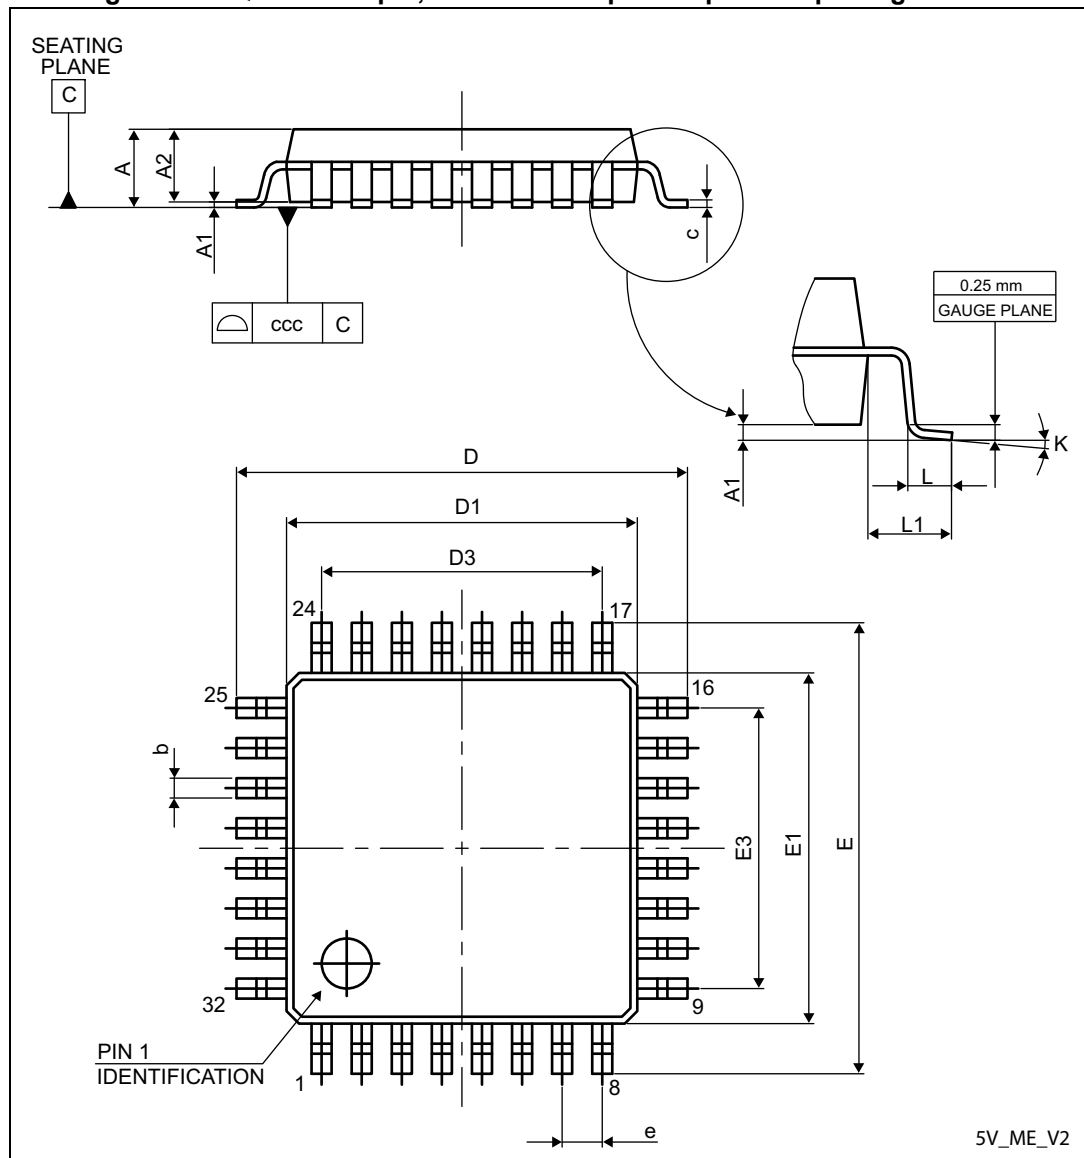 SEATING
PLANE
C
A
A2
A1
c
ccc
C
0.25 mm
GAUGE PLANE
K
A1
L
L1
D
D1
D3
24
17
25
16
b
E3
E1
E
32
9
PIN 1
IDENTIFICATION
1
8
e
5V_ME_V2